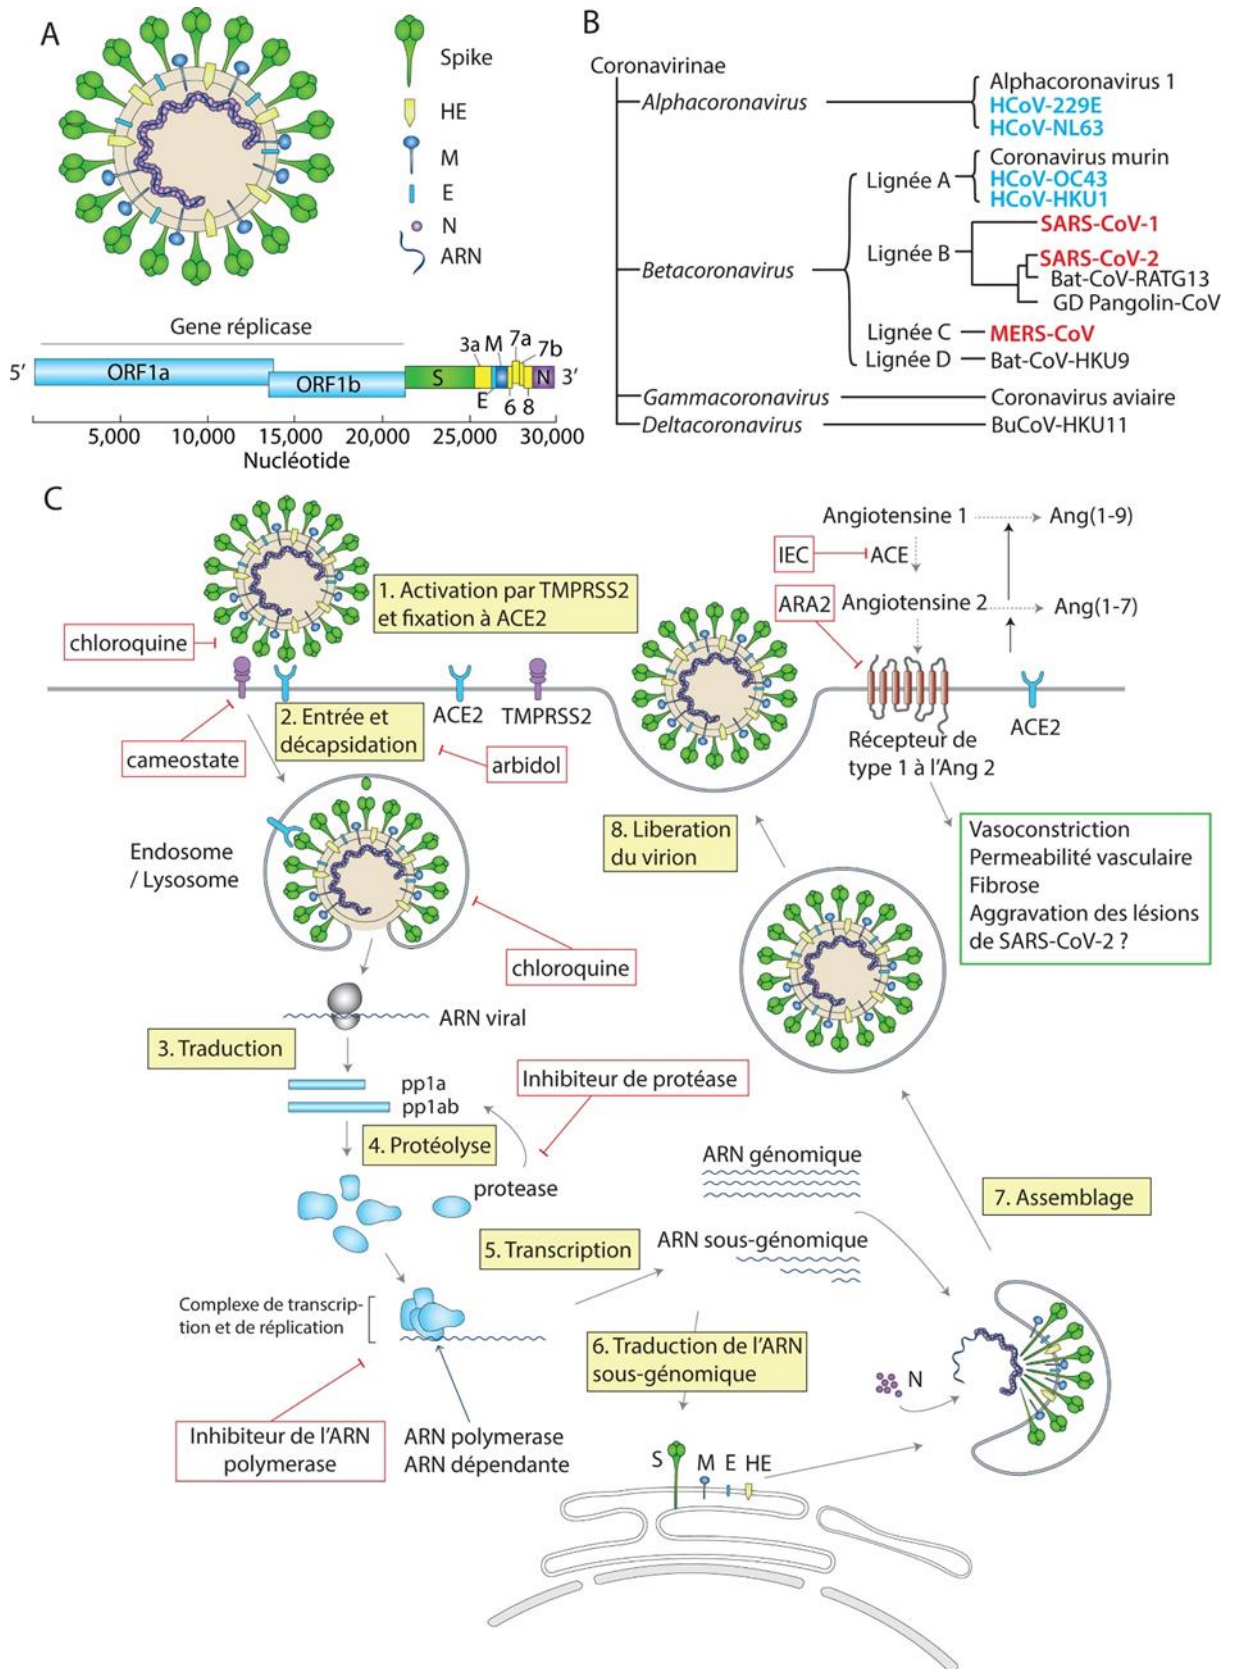 A
Spike
HE
M
E
N
ARN
Gene réplicase
5’
ORF1a
ORF1b
S
3a
M
7a
7b
E
6
8
N
3’
5,000
10,000
15,000
20,000
25,000
30,000
Nucléotide
B
Coronavirinae
Alphacoronavirus
Alphacoronavirus 1
HCoV-229E
HCoV-NL63
Betacoronavirus
Lignée A
Coronavirus murin
HCoV-OC43
HCoV-HKU1
Lignée B
SARS-CoV-1
SARS-CoV-2
Bat-CoV-RATG13
GD Pangolin-CoV
Lignée C
MERS-CoV
Lignée D
Bat-CoV-HKU9
Gammacoronavirus
Coronavirus aviaire
Deltacoronavirus
BuCoV-HKU11
C
1. Activation par TMPRSS2
et fixation à ACE2
chloroquine
2. Entrée et
décapsidation
ACE2
TMPRSS2
cameostate
arbidol
Endosome
/ Lysosome
chloroquine
ARN viral
3. Traduction
pp1a
pp1ab
Inhibiteur de protéase
4. Protéolyse
protease
5. Transcription
ARN génomique
ARN sous-génomique
Complexe de transcrip-
tion et de réplication
Inhibiteur de l'ARN
polymerase
ARN polymerase
ARN dépendante
6. Traduction de l'ARN
sous-génomique
S
M
E
HE
N
7. Assemblage
8. Liberation
du virion
Angiotensine 1
Ang(1-9)
IEC
ACE
ARA2
Angiotensine 2
Ang(1-7)
Récepteur de
type 1 à l’Ang 2
ACE2
Vasoconstriction
Permeabilité vasculaire
Fibrose
Aggravation des lésions
de SARS-CoV-2 ?